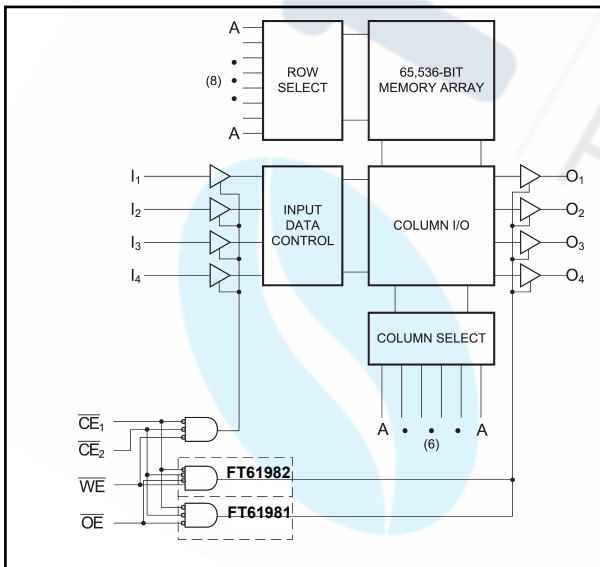 A
(8)
A
ROW
SELECT
65,536-BIT
MEMORY ARRAY
I1
I2
I3
I4
INPUT
DATA
CONTROL
COLUMN I/O
O1
O2
O3
O4
COLUMN SELECT
A • • • A
(6)
CE1
CE2
WE
OE
FT61982
FT61981